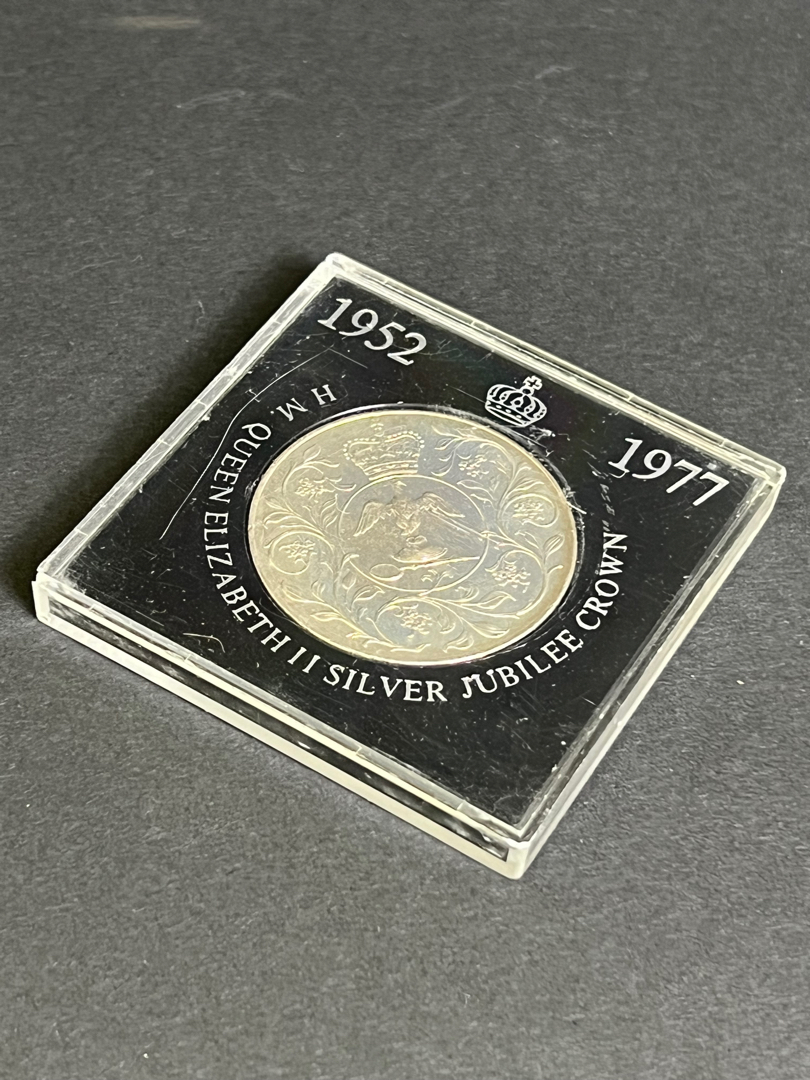 1952
1977
H M. QUEEN ELIZABETH II SILVER JUBILEE CROWN